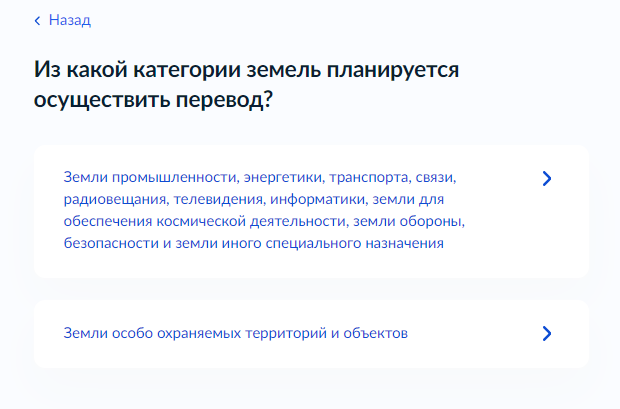 Назад
Из какой категории земель планируется
осуществить перевод?
Земли промышленности, энергетики, транспорта, связи,
радиовещания, телевидения, информатики, земли для
обеспечения космической деятельности, земли обороны,
безопасности и земли иного специального назначения
Земли особо охраняемых территорий и объектов